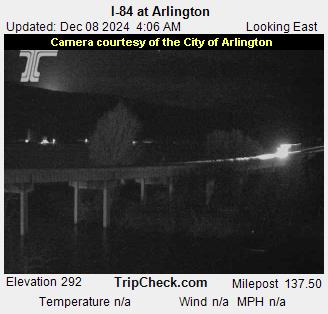 I-84 at Arlington
Updated: Dec 08 2024 4:06 AM Looking East
Camera courtesy of the City of Arlington
Elevation 292 TripCheck.com Milepost 137.50
Temperature n/a Wind n/a MPH n/a